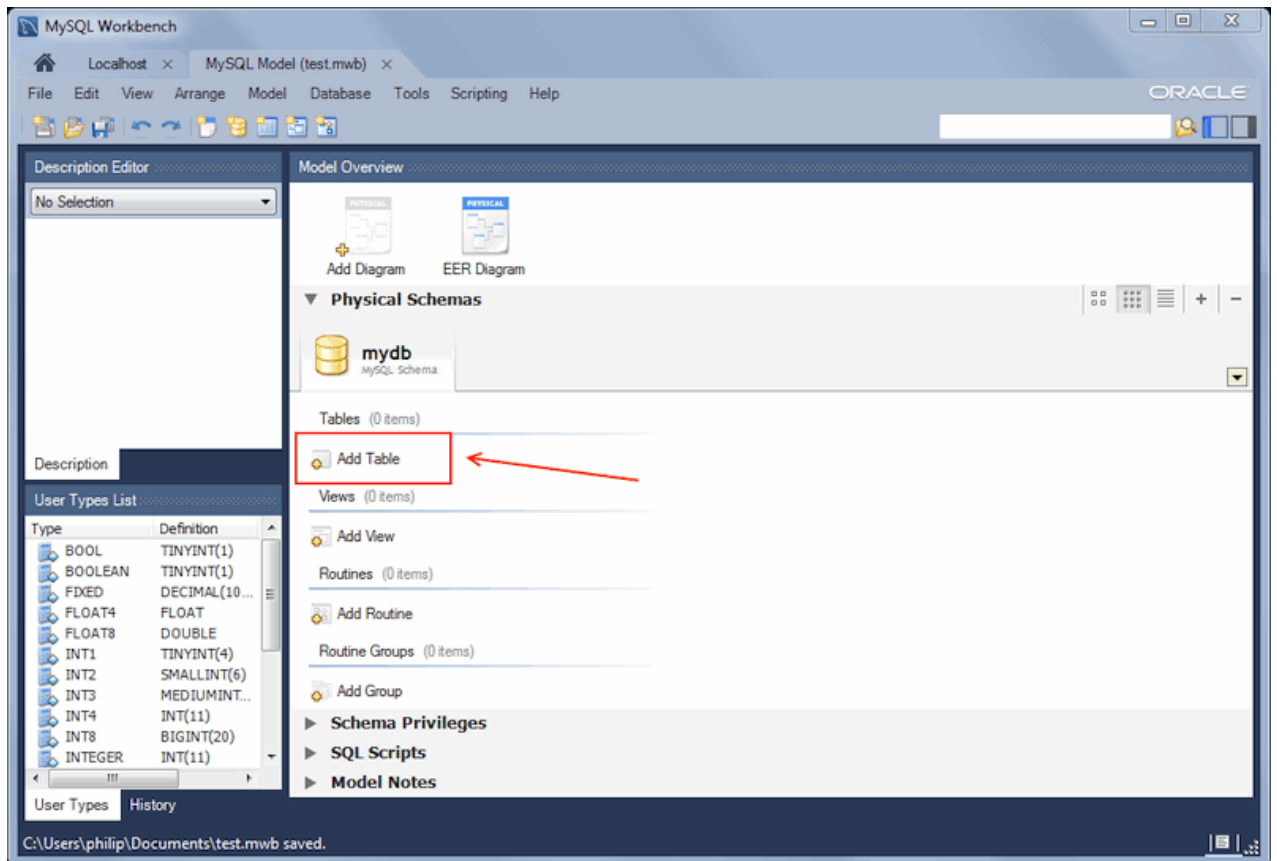 MySQL Workbench
Localhost
MySQL Model (test.mwb)
File Edit View Arrange Model Database Tools Scripting Help
ORACLE
Description Editor
No Selection
Description
User Types List
Type Definition
BOOL TINYINT(1)
BOOLEAN TINYINT(1)
FIXED DECIMAL(10...
FLOAT4 FLOAT
FLOAT8 DOUBLE
INT1 TINYINT(4)
INT2 SMALLINT(6)
INT3 MEDIUMINT...
INT4 INT(11)
INT8 BIGINT(20)
INTEGER INT(11)
User Types History
Model Overview
PHYSICAL
Add Diagram
PHYSICAL
EER Diagram
Physical Schemas
mydb
MySQL Schema
Tables (0 items)
Add Table
Views (0 items)
Add View
Routines (0 items)
Add Routine
Routine Groups (0 items)
Add Group
Schema Privileges
SQL Scripts
Model Notes
C:\Users\philip\Documents\test.mwb saved.